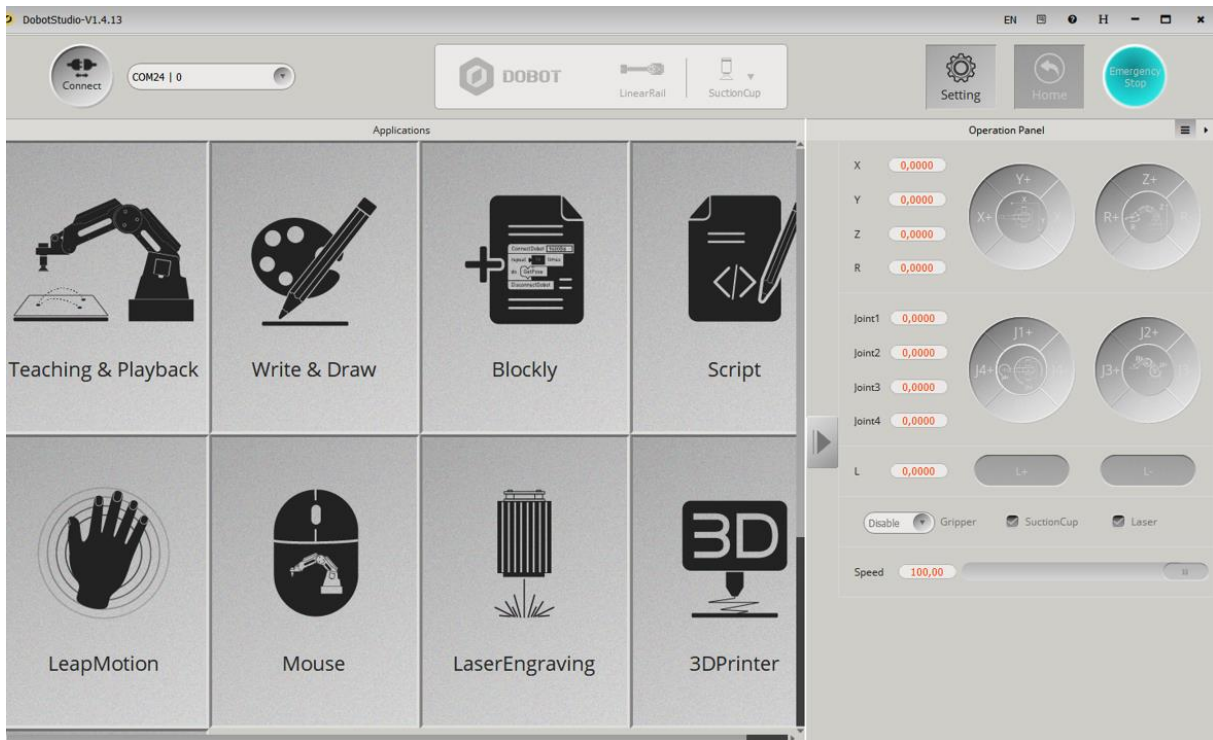 DobotStudio-V1.4.13
EN
H
Connect
COM24 | 0
DOBOT
LinearRail
SuctionCup
Setting
Home
Emergency
Stop
Applications
Operation Panel
Teaching & Playback
Write & Draw
Blockly
Script
LeapMotion
Mouse
LaserEngraving
3D
3DPrinter
X 0,0000
Y 0,0000
Z 0,0000
R 0,0000
Y+
X+
Z+
R+
Joint1 0,0000
Joint2 0,0000
Joint3 0,0000
Joint4 0,0000
J1+
J4+
J2+
J3+
L 0,0000
L+
L-
Disable
Gripper
SuctionCup
Laser
Speed 100,00